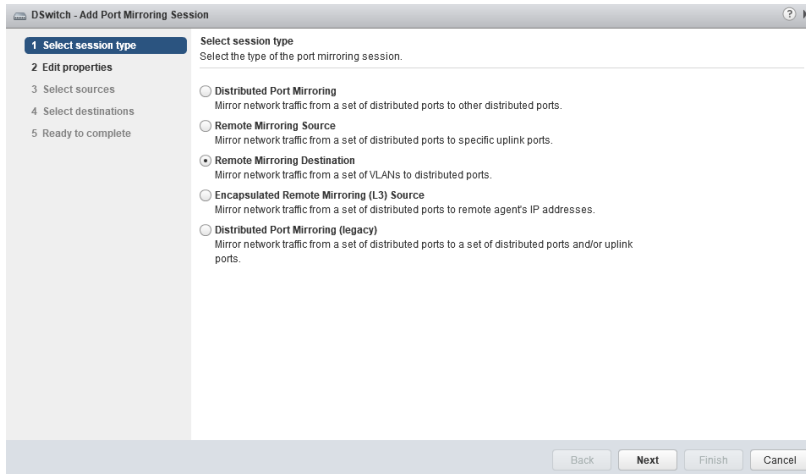 DSwitch - Add Port Mirroring Session
?
1 Select session type
2 Edit properties
3 Select sources
4 Select destinations
5 Ready to complete
Select session type
Select the type of the port mirroring session.
Distributed Port Mirroring
Mirror network traffic from a set of distributed ports to other distributed ports.
Remote Mirroring Source
Mirror network traffic from a set of distributed ports to specific uplink ports.
Remote Mirroring Destination
Mirror network traffic from a set of VLANs to distributed ports.
Encapsulated Remote Mirroring (L3) Source
Mirror network traffic from a set of distributed ports to remote agent's IP addresses.
Distributed Port Mirroring (legacy)
Mirror network traffic from a set of distributed ports to a set of distributed ports and/or uplink
ports.
Back Next Finish Cancel